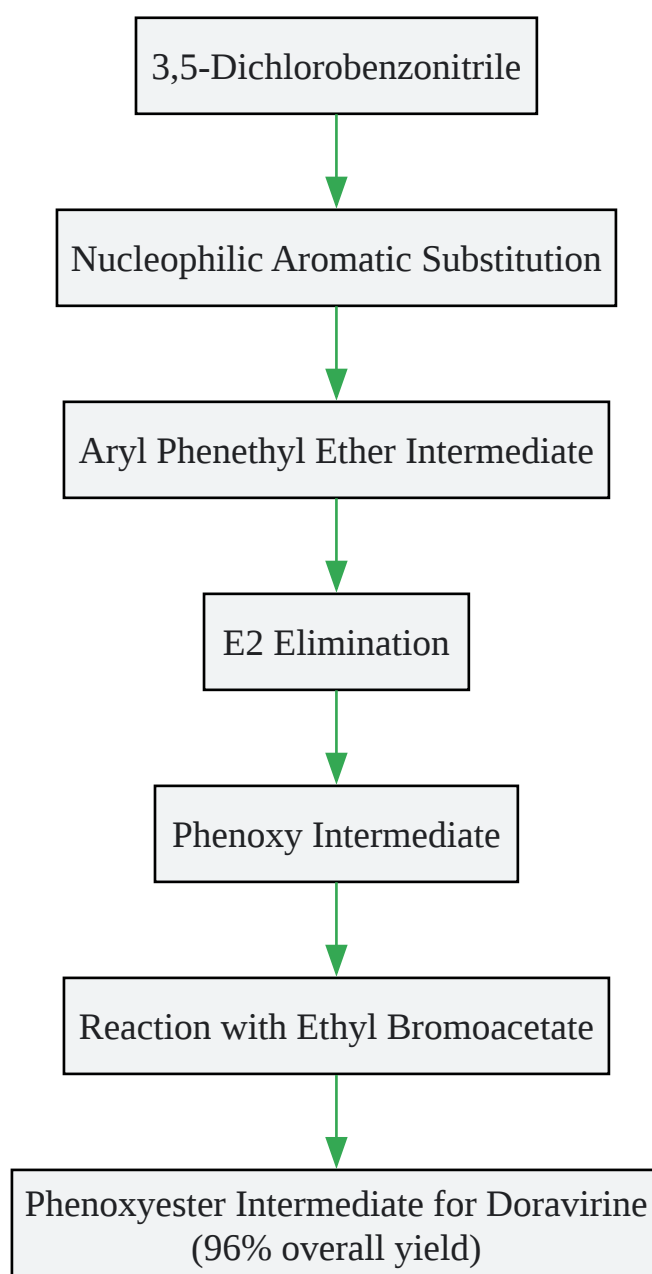 3,5-Dichlorobenzonitrile
Nucleophilic Aromatic Substitution
Aryl Phenethyl Ether Intermediate
E2 Elimination
Phenoxy Intermediate
Reaction with Ethyl Bromoacetate
Phenoxyester Intermediate for Doravirine
(96% overall yield)